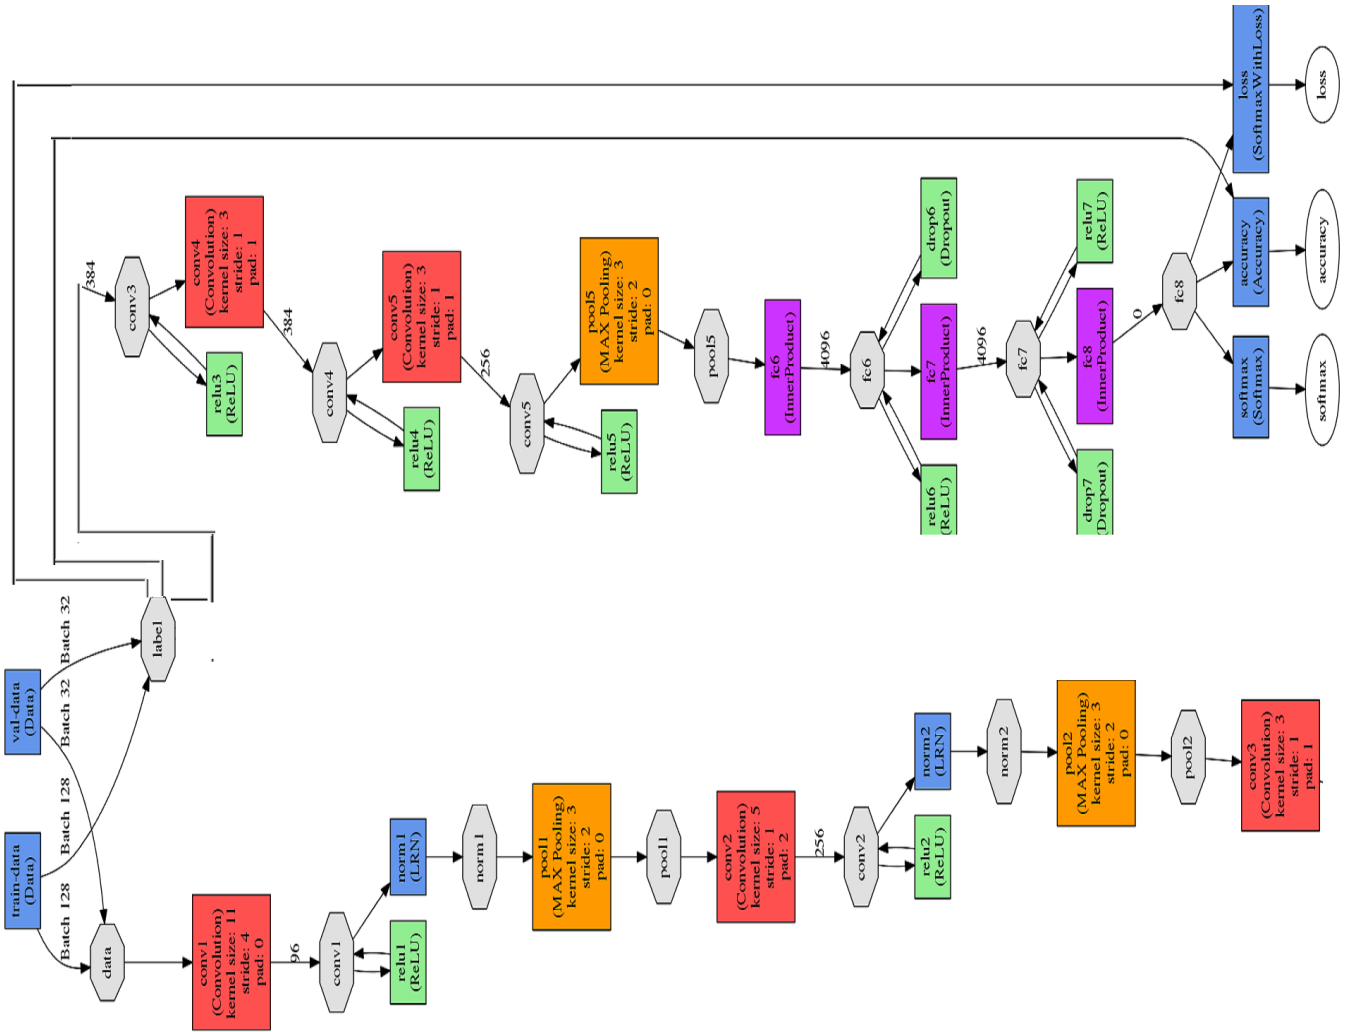 train-data
(Data)
val-data
(Data)
Batch 128
Batch 128
Batch 32
Batch 32
data
label
conv1
(Convolution)
kernel size: 11
stride: 4
pad: 0
96
conv1
relu1
(ReLU)
norm1
(LRN)
norm1
pool1
(MAX Pooling)
kernel size: 3
stride: 2
pad: 0
pool1
conv2
(Convolution)
kernel size: 5
stride: 1
pad: 2
256
conv2
relu2
(ReLU)
norm2
(LRN)
norm2
pool2
(MAX Pooling)
kernel size: 3
stride: 2
pad: 0
pool2
conv3
(Convolution)
kernel size: 3
stride: 1
pad: 1
384
conv3
relu3
(ReLU)
conv4
(Convolution)
kernel size: 3
stride: 1
pad: 1
384
conv4
relu4
(ReLU)
conv5
(Convolution)
kernel size: 3
stride: 1
pad: 1
256
conv5
relu5
(ReLU)
pool5
(MAX Pooling)
kernel size: 3
stride: 2
pad: 0
pool5
fc6
(InnerProduct)
4096
fc6
relu6
(ReLU)
fc7
(InnerProduct)
drop6
(Dropout)
4096
fc7
drop7
(Dropout)
fc8
(InnerProduct)
relu7
(ReLU)
0
fc8
softmax
(Softmax)
accuracy
(Accuracy)
loss
(SoftmaxWithLoss)
softmax
accuracy
loss